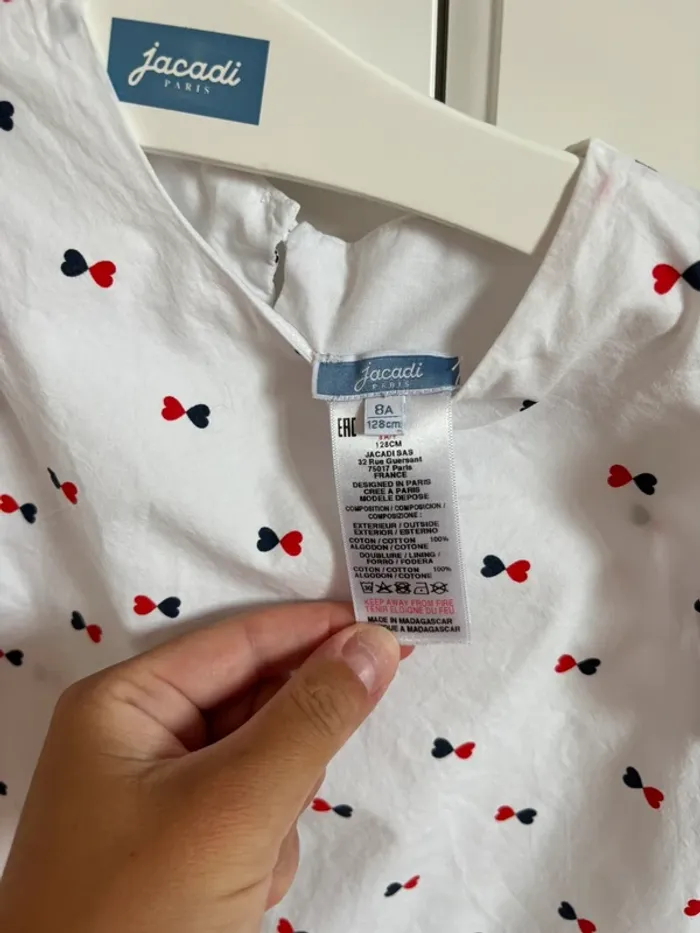 jacadi
PARIS
jacadi
PARIS
8A
128cm
EAC
128CM
JACADI SAS
32 Rue Guersant
75017 Paris
FRANCE
DESIGNED IN PARIS
CREE A PARIS
MODELE DEPOSE
COMPOSITION / COMPOSICION /
COMPOSIZIONE :
EXTERIEUR / OUTSIDE
EXTERIOR / ESTERNO
COTON / COTTON 100%
ALGODON / COTONE
DOUBLURE / LINING /
FORRO / FODERA
COTON / COTTON 100%
ALGODON / COTONE
KEEP AWAY FROM FIRE
TENIR ELOIGNE DU FEU
MADE IN MADAGASCAR
A MADAGASCAR